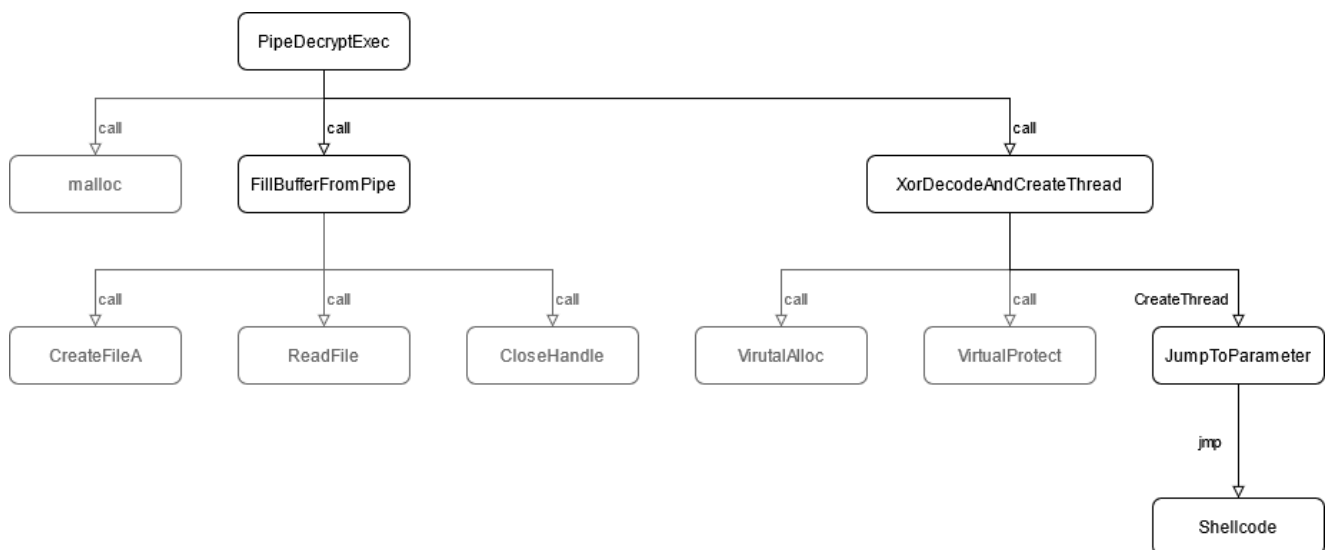 PipeDecryptExec
call
call
call
malloc
FillBufferFromPipe
XorDecodeAndCreateThread
call
call
call
call
call
CreateThread
CreateFileA
ReadFile
CloseHandle
VirutalAlloc
VirtualProtect
JumpToParameter
jmp
Shellcode